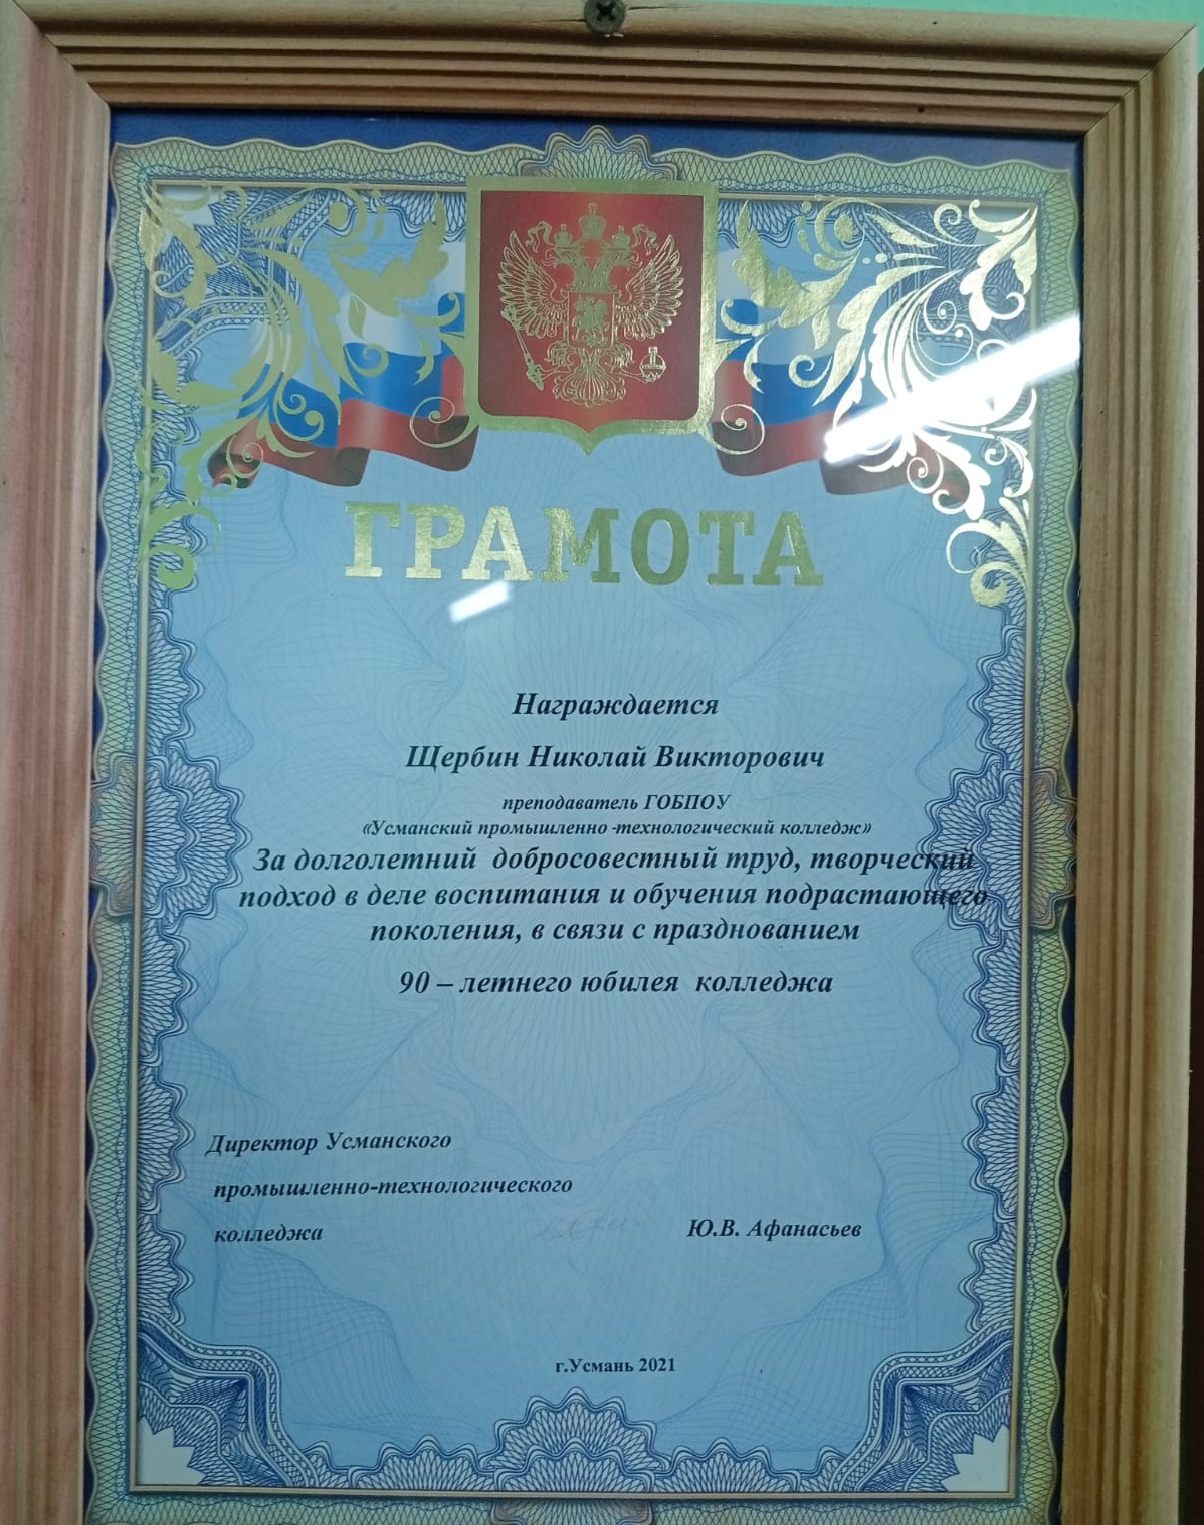 ГРАМОТА
Награждается
Щербин Николай Викторович
преподаватель ГОБПОУ
«Усманский промышленно-технологический колледж»
За долголетний добросовестный труд, творческий
подход в деле воспитания и обучения подрастающего
поколения, в связи с празднованием
90 – летнего юбилея колледжа
Директор Усманского
промышленно-технологического
колледжа Ю.В. Афанасьев
г.Усмань 2021